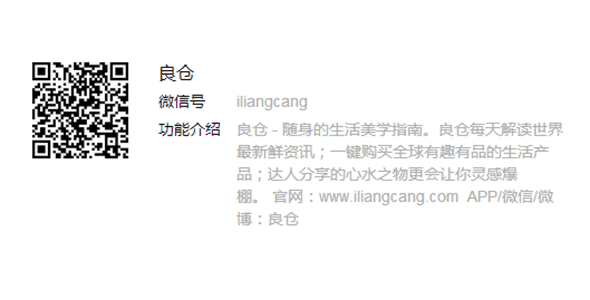 良仓
微信号 iliangcang
功能介绍 良仓 - 随身的生活美学指南。良仓每天解读世界
最新鲜资讯；一键购买全球有趣有品的生活产
品；达人分享的心水之物更会让你灵感爆
棚。 官网：www.iliangcang.com APP/微信/微
博：良仓